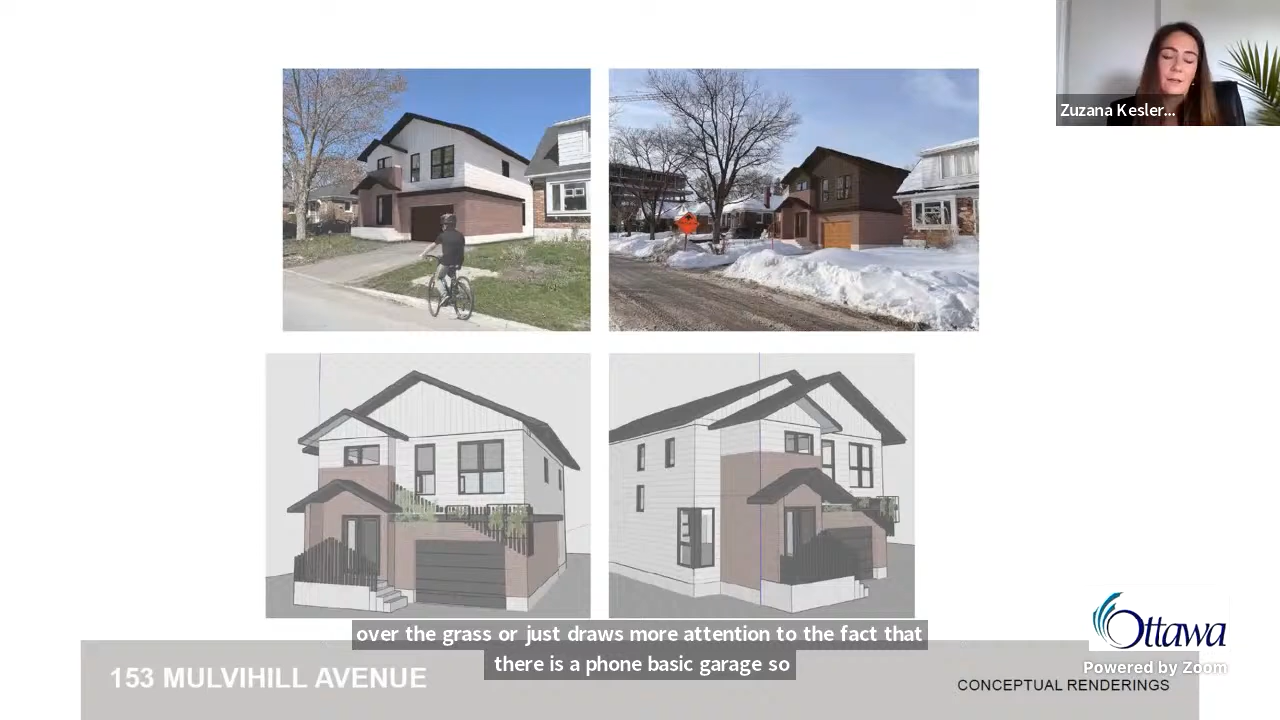 Zuzana Kesler...
over the grass or just draws more attention to the fact that
there is a phone basic garage so
Ottawa
Powered by Zoom
153 MULVIHILL AVENUE
CONCEPTUAL RENDERINGS